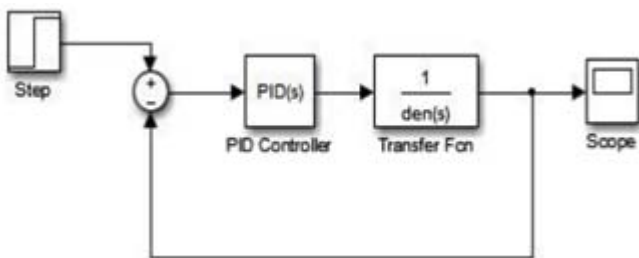 Step
+
−
PID(s)
PID Controller
1
den(s)
Transfer Fcn
Scope